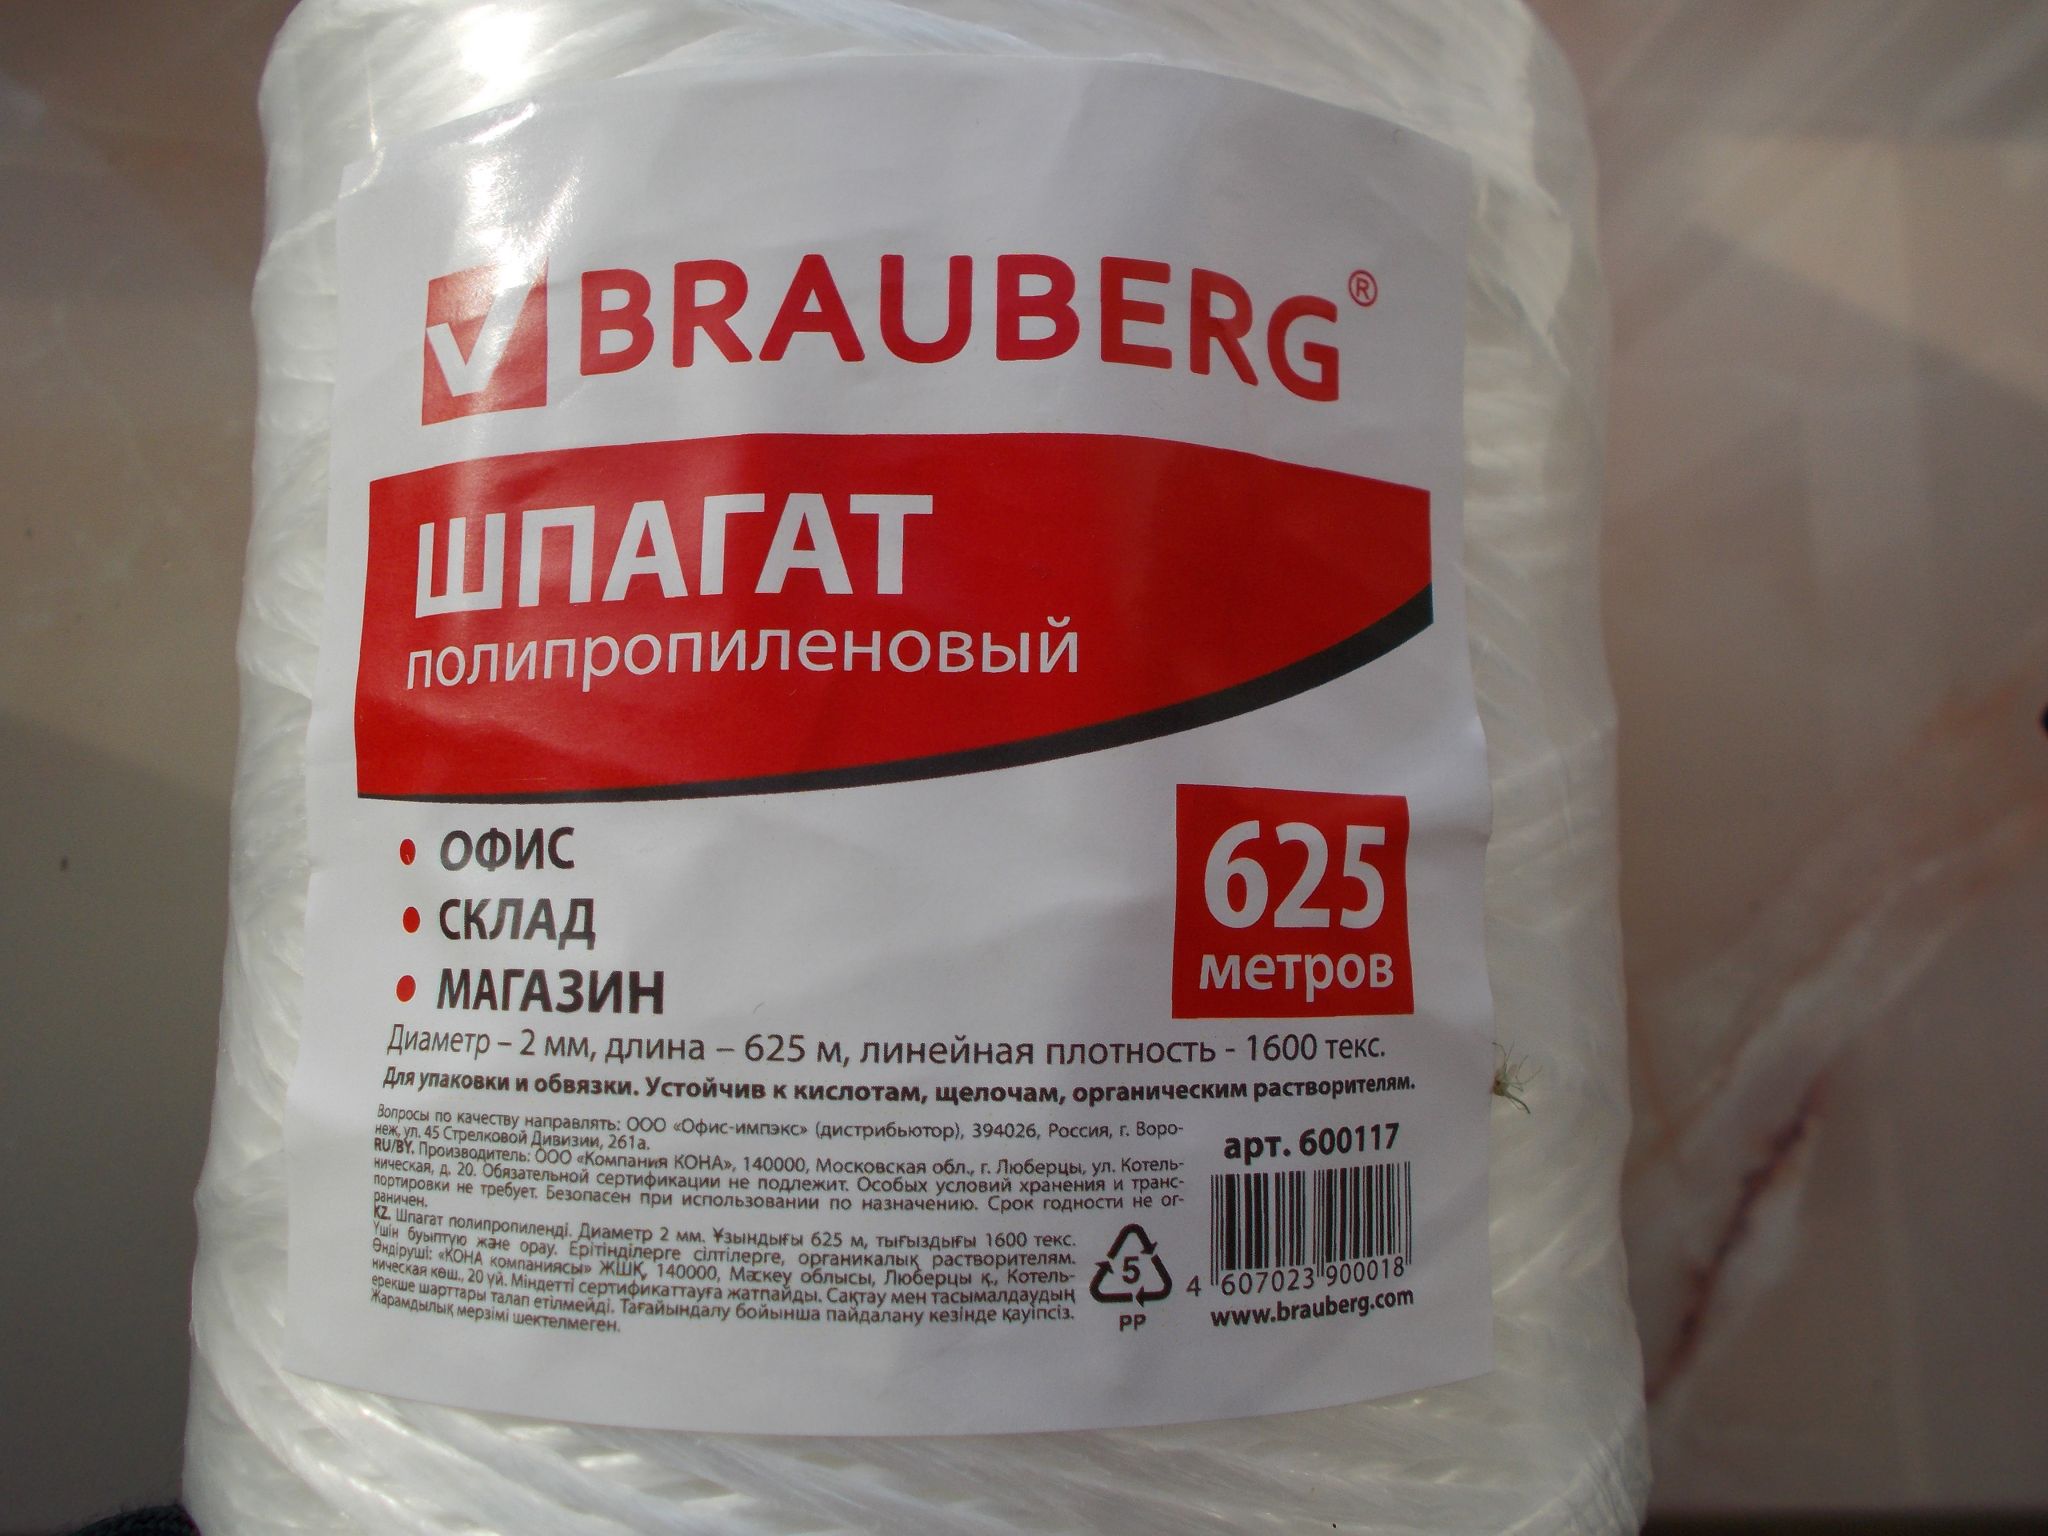 BRAUBERG®
ШПАГАТ
полипропиленовый
• ОФИС
• СКЛАД
• МАГАЗИН
625
метров
Диаметр – 2 мм, длина – 625 м, линейная плотность - 1600 текс.
Для упаковки и обвязки. Устойчив к кислотам, щелочам, органическим растворителям.
Вопросы по качеству направлять: ООО «Офис-импэкс» (дистрибьютор), 394026, Россия, г. Воро-
неж, ул. 45 Стрелковой Дивизии, 261а.
RU/BY. Производитель: ООО «Компания КОНА», 140000, Московская обл., г. Люберцы, ул. Котель-
ническая, д. 20. Обязательной сертификации не подлежит. Особых условий хранения и транс-
портировки не требует. Безопасен при использовании по назначению. Срок годности не ог-
раничен.
KZ. Шпагат полипропиленді. Диаметр 2 мм. Ұзындығы 625 м, тығыздығы 1600 текс.
Үшін буыптүю және орау. Ерітінділерге сілтілерге, органикалық растворителям.
Өндіруші: «КОНА компаниясы» ЖШҚ, 140000, Мәскеу облысы, Люберцы қ., Котель-
ническая көш., 20 үй. Міндетті сертификаттауға жатпайды. Сақтау мен тасымалдаудың
ерекше шарттары талап етілмейді. Тағайындалу бойынша пайдалану кезінде қауіпсіз.
Жарамдылық мерзімі шектелмеген.
5
PP
арт. 600117
4 607023 900018
www.brauberg.com